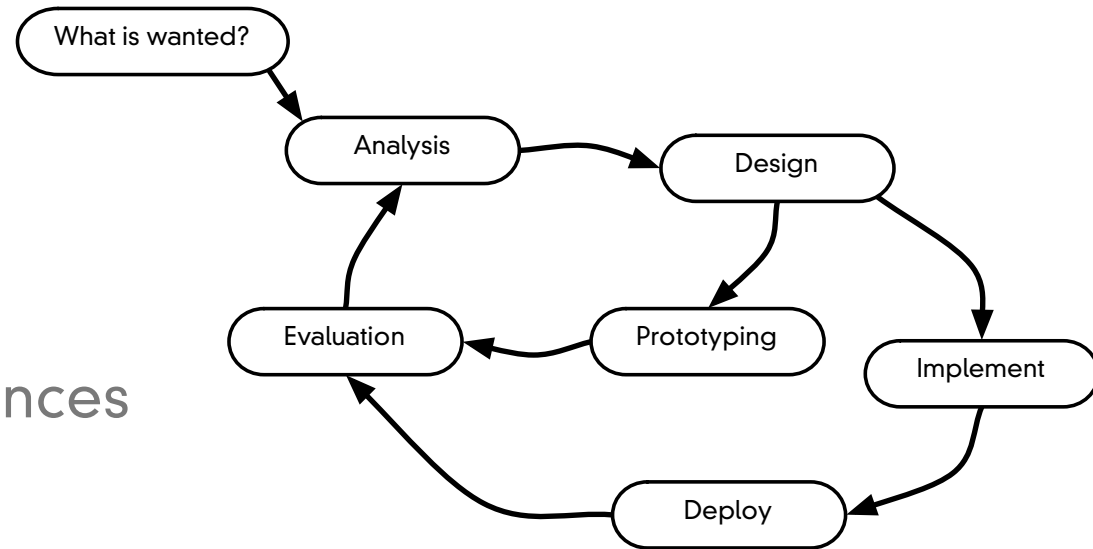 What is wanted?
Analysis
Design
Evaluation
Prototyping
Implement
nces
Deploy